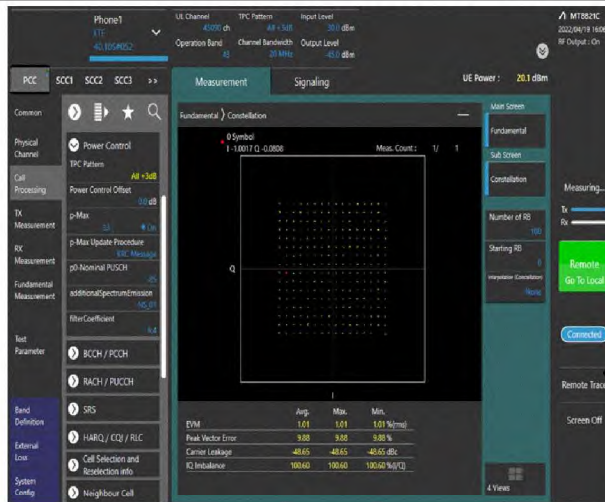 Phone1
LTE
UL Channel
TPC Pattern
Input Level
45090 ch
All +3dB
30.0 dBm
Operation Band
Channel Bandwidth
Output Level
20 MHz
-45.0 dBm
MT8821C
2022/04/19 16:06
RF Output : On
PCC
SCC1
SCC2
SCC3
>>
Measurement
Signaling
UE Power : 20.1 dBm
Common
Physical Channel
Call Processing
TX Measurement
RX Measurement
Fundamental Measurement
Test Parameter
Band Definition
External Loss
System Config
Power Control
TPC Pattern
All +3dB
Power Control Offset
0.0 dB
p-Max
On
p-Max Update Procedure
RRC Message
p0-Nominal PUSCH
-85
additionalSpectrumEmission
NS_01
filterCoefficient
BCCH / PCCH
RACH / PUCCH
SRS
HARQ / CQI / RLC
Cell Selection and Reselection info
Neighbour Cell
Fundamental
Constellation
0 Symbol
I -1.0017 Q -0.0808
Meas. Count : 1/ 1
Q
I
Avg. Max. Min.
EVM 1.01 1.01 1.01 %(rms)
Peak Vector Error 9.88 9.88 9.88 %
Carrier Leakage -48.65 -48.65 -48.65 dBc
IQ Imbalance 100.60 100.60 100.60 %(I/Q)
Main Screen
Fundamental
Sub Screen
Constellation
Number of RB
100
Starting RB
0
Interpolation (Constellation)
None
4 Views
Measuring...
Tx
Rx
Remote
Go To Local
Connected
Remote Trace
Screen Off